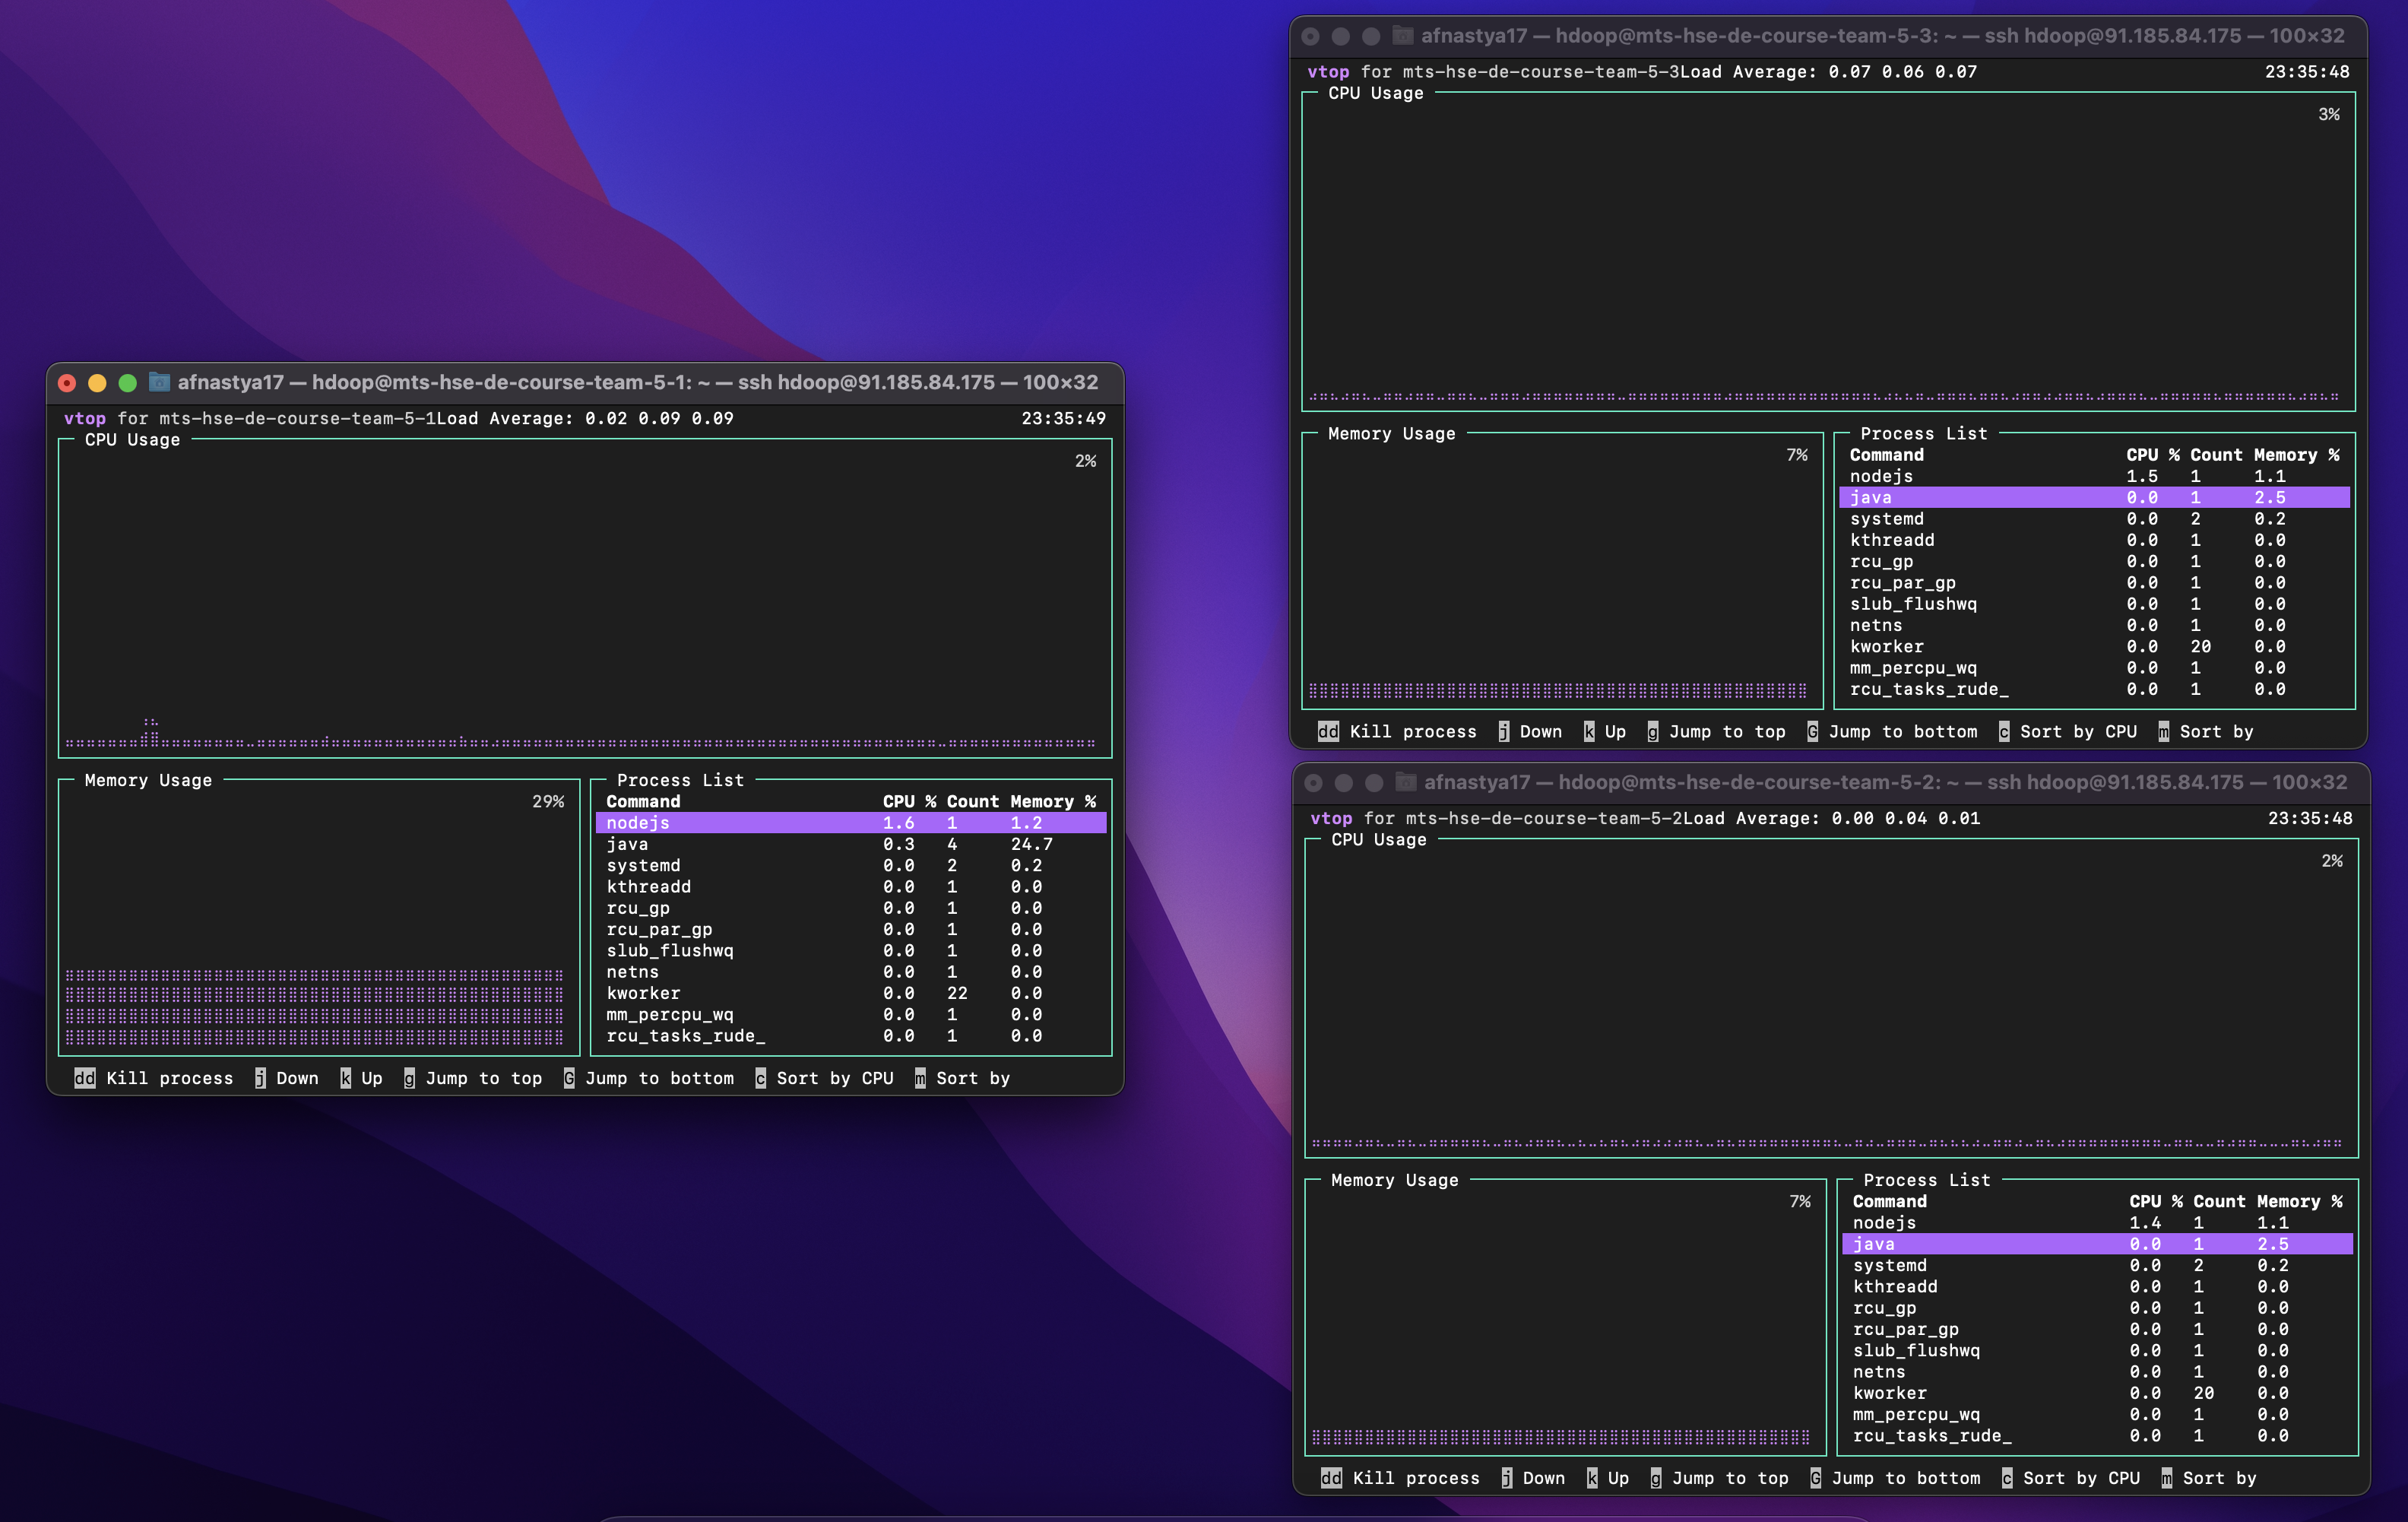 afnastya17 — hdoop@mts-hse-de-course-team-5-1: ~ — ssh hdoop@91.185.84.175 — 100×32
vtop for mts-hse-de-course-team-5-1Load Average: 0.02 0.09 0.09 23:35:49
CPU Usage
2%
Memory Usage
29%
Process List
Command CPU % Count Memory %
nodejs 1.6 1 1.2
java 0.3 4 24.7
systemd 0.0 2 0.2
kthreadd 0.0 1 0.0
rcu_gp 0.0 1 0.0
rcu_par_gp 0.0 1 0.0
slub_flushwq 0.0 1 0.0
netns 0.0 1 0.0
kworker 0.0 22 0.0
mm_percpu_wq 0.0 1 0.0
rcu_tasks_rude_ 0.0 1 0.0
dd Kill process j Down k Up g Jump to top G Jump to bottom c Sort by CPU m Sort by
afnastya17 — hdoop@mts-hse-de-course-team-5-3: ~ — ssh hdoop@91.185.84.175 — 100×32
vtop for mts-hse-de-course-team-5-3Load Average: 0.07 0.06 0.07 23:35:48
CPU Usage
3%
Memory Usage
7%
Process List
Command CPU % Count Memory %
nodejs 1.5 1 1.1
java 0.0 1 2.5
systemd 0.0 2 0.2
kthreadd 0.0 1 0.0
rcu_gp 0.0 1 0.0
rcu_par_gp 0.0 1 0.0
slub_flushwq 0.0 1 0.0
netns 0.0 1 0.0
kworker 0.0 20 0.0
mm_percpu_wq 0.0 1 0.0
rcu_tasks_rude_ 0.0 1 0.0
dd Kill process j Down k Up g Jump to top G Jump to bottom c Sort by CPU m Sort by
afnastya17 — hdoop@mts-hse-de-course-team-5-2: ~ — ssh hdoop@91.185.84.175 — 100×32
vtop for mts-hse-de-course-team-5-2Load Average: 0.00 0.04 0.01 23:35:48
CPU Usage
2%
Memory Usage
7%
Process List
Command CPU % Count Memory %
nodejs 1.4 1 1.1
java 0.0 1 2.5
systemd 0.0 2 0.2
kthreadd 0.0 1 0.0
rcu_gp 0.0 1 0.0
rcu_par_gp 0.0 1 0.0
slub_flushwq 0.0 1 0.0
netns 0.0 1 0.0
kworker 0.0 20 0.0
mm_percpu_wq 0.0 1 0.0
rcu_tasks_rude_ 0.0 1 0.0
dd Kill process j Down k Up g Jump to top G Jump to bottom c Sort by CPU m Sort by